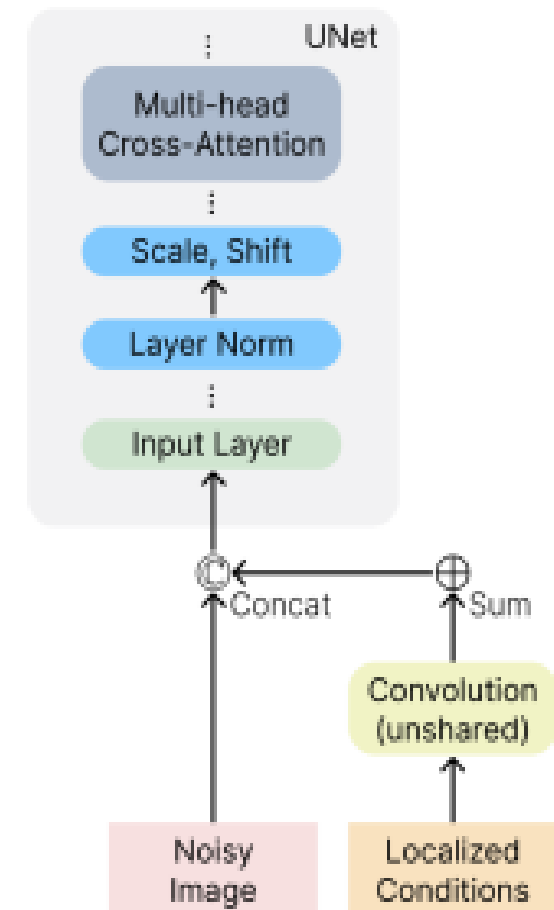 UNet
Multi-head
Cross-Attention
Scale, Shift
Layer Norm
Input Layer
C
Concat
Sum
Convolution
(unshared)
Noisy
Image
Localized
Conditions